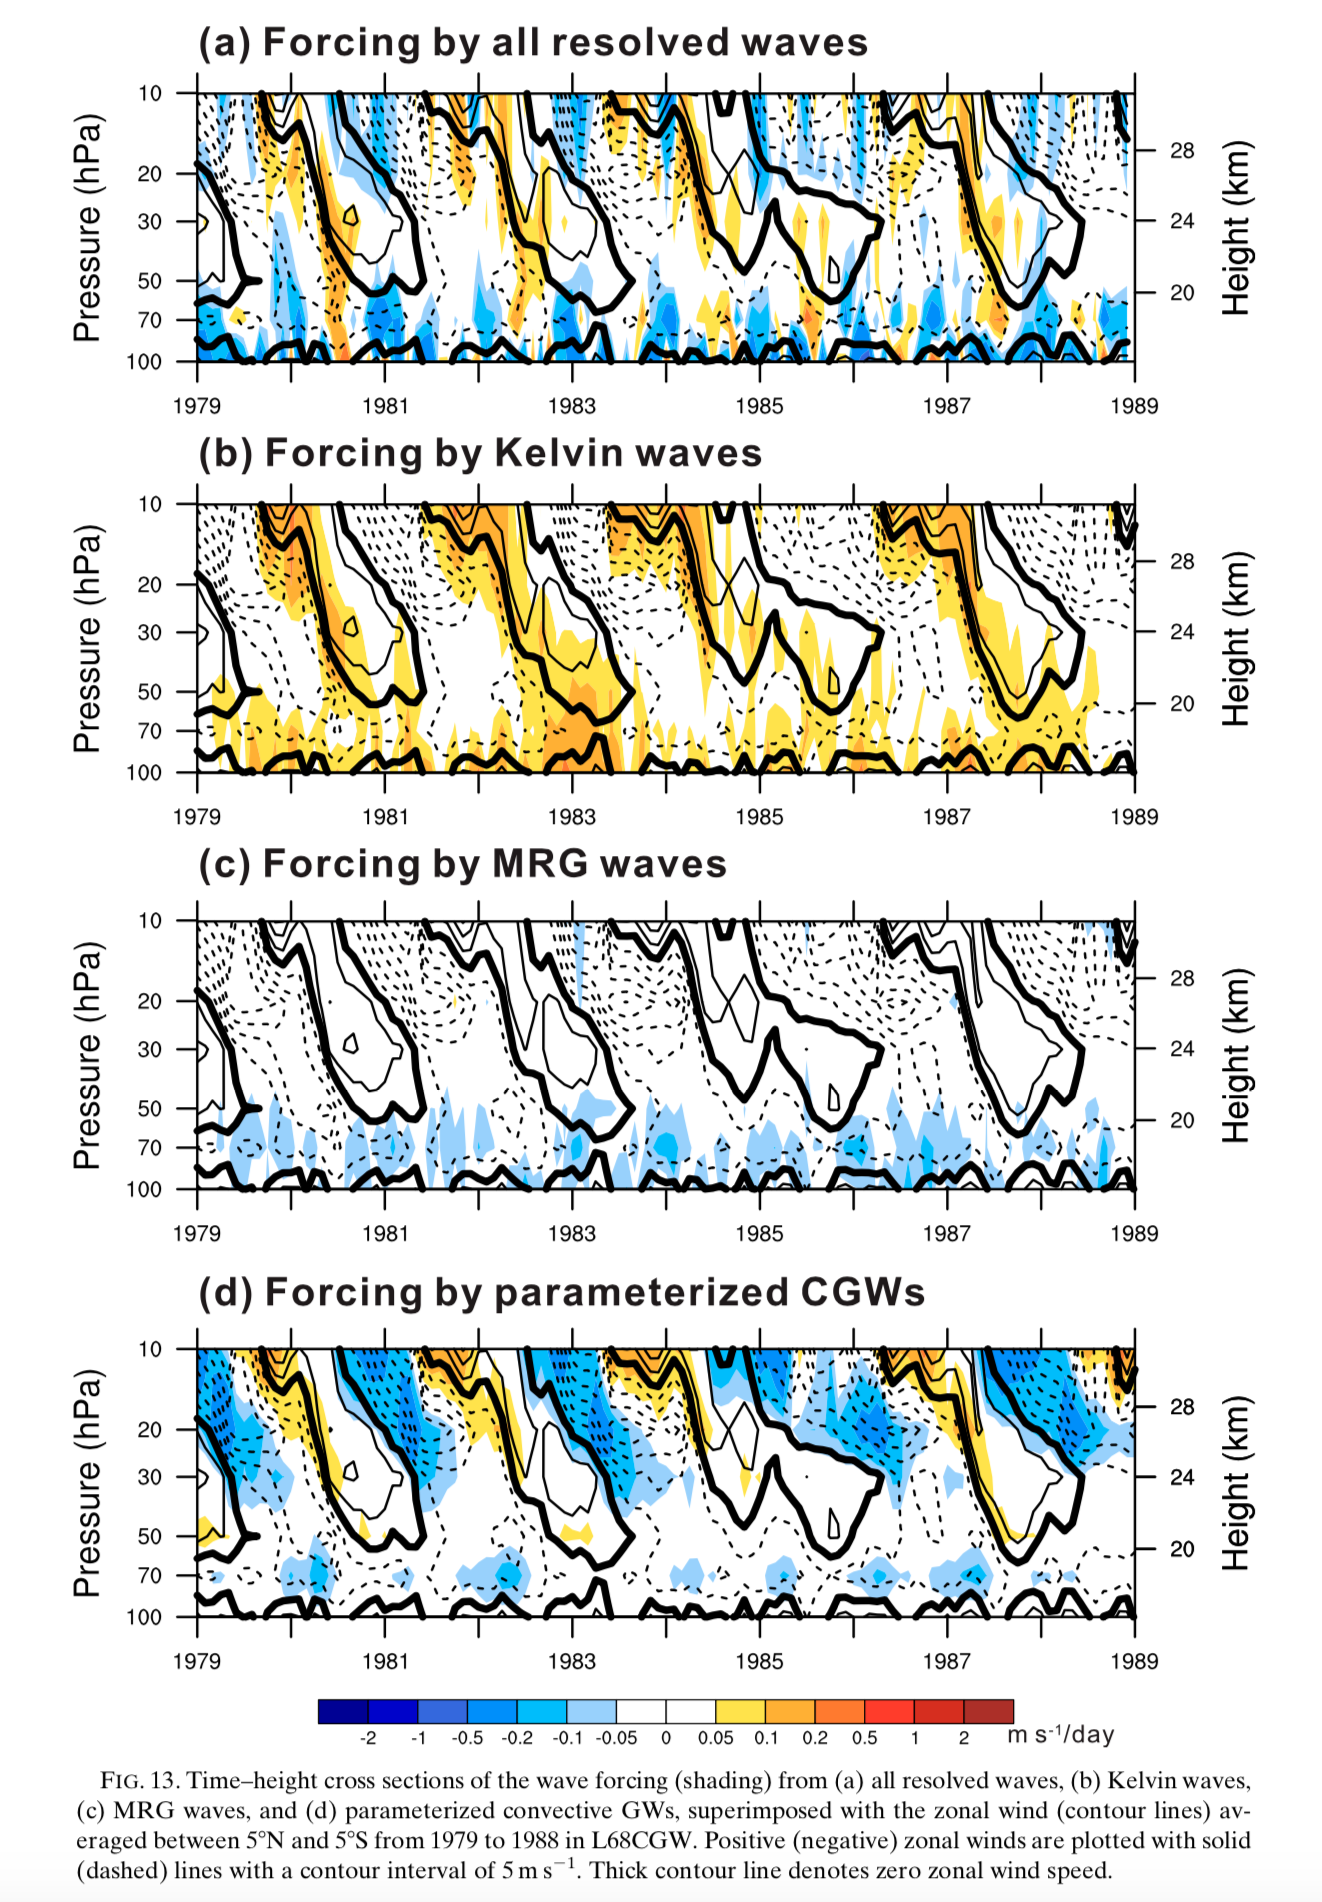 (a) Forcing by all resolved waves
Pressure (hPa)
10
20
30
50
70
100
28
24
20
Height (km)
1979 1981 1983 1985 1987 1989
(b) Forcing by Kelvin waves
Pressure (hPa)
10
20
30
50
70
100
28
24
20
Height (km)
1979 1981 1983 1985 1987 1989
(c) Forcing by MRG waves
Pressure (hPa)
10
20
30
50
70
100
28
24
20
Height (km)
1979 1981 1983 1985 1987 1989
(d) Forcing by parameterized CGWs
Pressure (hPa)
10
20
30
50
70
100
28
24
20
Height (km)
1979 1981 1983 1985 1987 1989
-2 -1 -0.5 -0.2 -0.1 -0.05 0 0.05 0.1 0.2 0.5 1 2 m s⁻¹/day
FIG. 13. Time–height cross sections of the wave forcing (shading) from (a) all resolved waves, (b) Kelvin waves,
(c) MRG waves, and (d) parameterized convective GWs, superimposed with the zonal wind (contour lines) av-
eraged between 5°N and 5°S from 1979 to 1988 in L68CGW. Positive (negative) zonal winds are plotted with solid
(dashed) lines with a contour interval of 5 m s⁻¹. Thick contour line denotes zero zonal wind speed.